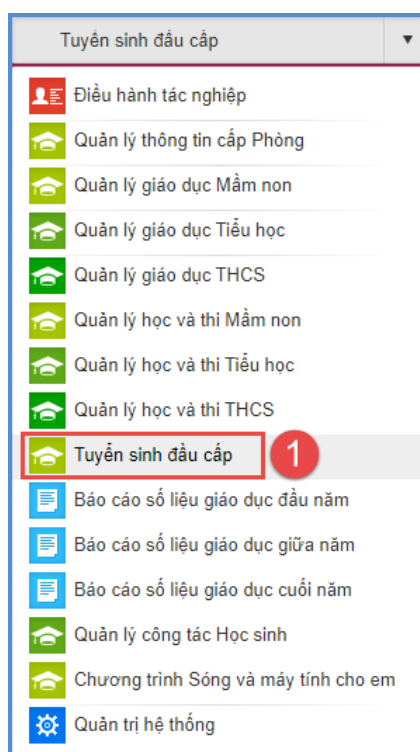 Tuyển sinh đầu cấp
Điều hành tác nghiệp
Quản lý thông tin cấp Phòng
Quản lý giáo dục Mầm non
Quản lý giáo dục Tiểu học
Quản lý giáo dục THCS
Quản lý học và thi Mầm non
Quản lý học và thi Tiểu học
Quản lý học và thi THCS
Tuyển sinh đầu cấp 1
Báo cáo số liệu giáo dục đầu năm
Báo cáo số liệu giáo dục giữa năm
Báo cáo số liệu giáo dục cuối năm
Quản lý công tác Học sinh
Chương trình Sóng và máy tính cho em
Quản trị hệ thống